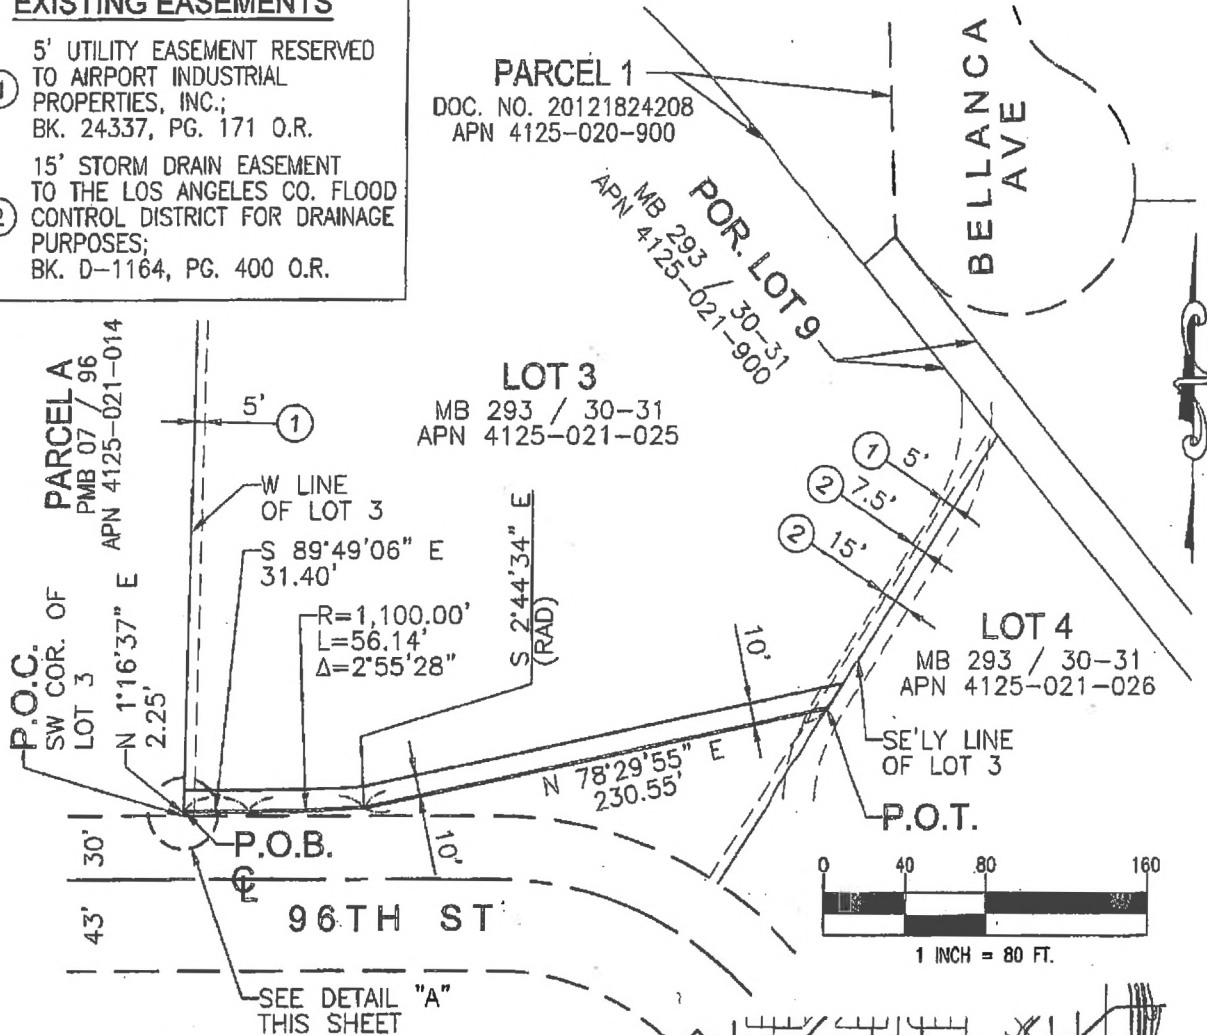 EXISTING EASEMENTS
5' UTILITY EASEMENT RESERVED
TO AIRPORT INDUSTRIAL
PROPERTIES, INC.;
BK. 24337, PG. 171 O.R.
15' STORM DRAIN EASEMENT
TO THE LOS ANGELES CO. FLOOD
2 CONTROL DISTRICT FOR DRAINAGE
PURPOSES;
BK. D-1164, PG. 400 O.R.
PARCEL 1
DOC. NO. 20121824208
APN 4125-020-900
BELLANCA
AVE
POR. LOT 9
MB 293 / 30-31
APN 4125-021-900
PARCEL A
PMB 07 / 96
APN 4125-021-014
5' 1
LOT 3
MB 293 / 30-31
APN 4125-021-025
W LINE
OF LOT 3
S 89°49'06" E
31.40'
R=1,100.00'
L=56.14'
Δ=2°55'28"
S 2°44'34" E
(RAD)
1 5'
2 7.5'
2 15'
LOT 4
MB 293 / 30-31
APN 4125-021-026
P.O.C.
SW COR. OF
LOT 3
N 1°16'37" E
2.25'
10'
N 78°29'55" E
230.55'
SE'LY LINE
OF LOT 3
P.O.T.
P.O.B.
10'
30'
43'
℄
96TH ST
SEE DETAIL "A"
THIS SHEET
0 40 80 160
1 INCH = 80 FT.